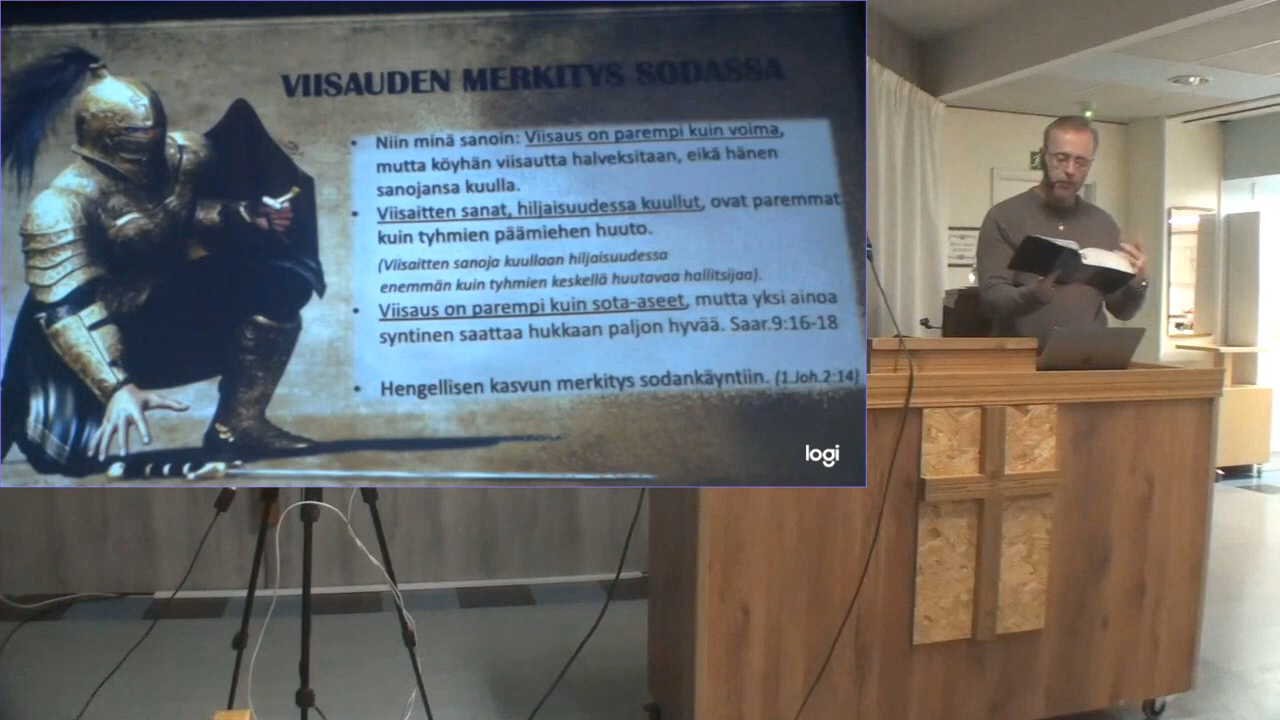 VIISAUDEN MERKITYS SODASSA
• Niin minä sanoin: Viisaus on parempi kuin voima,
mutta köyhän viisautta halveksitaan, eikä hänen
sanojansa kuulla.
• Viisaitten sanat, hiljaisuudessa kuullut, ovat paremmat
kuin tyhmien päämiehen huuto.
(Viisaitten sanoja kuullaan hiljaisuudessa
enemmän kuin tyhmien keskellä huutavaa hallitsijaa).
• Viisaus on parempi kuin sota-aseet, mutta yksi ainoa
syntinen saattaa hukkaan paljon hyvää. Saar.9:16-18
• Hengellisen kasvun merkitys sodankäyntiin. (1.Joh.2:14)
logi